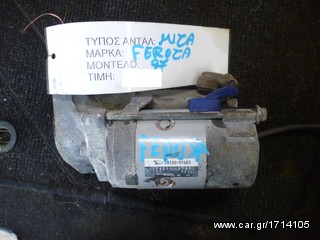 ΤΥΠΟΣ ΑΝΤΑΛ: ΜΙΖΑ
ΜΑΡΚΑ: FEROZA
ΜΟΝΤΕΛΟ: 97
ΤΙΜΗ:
FEROZA
www.car.gr/1714105